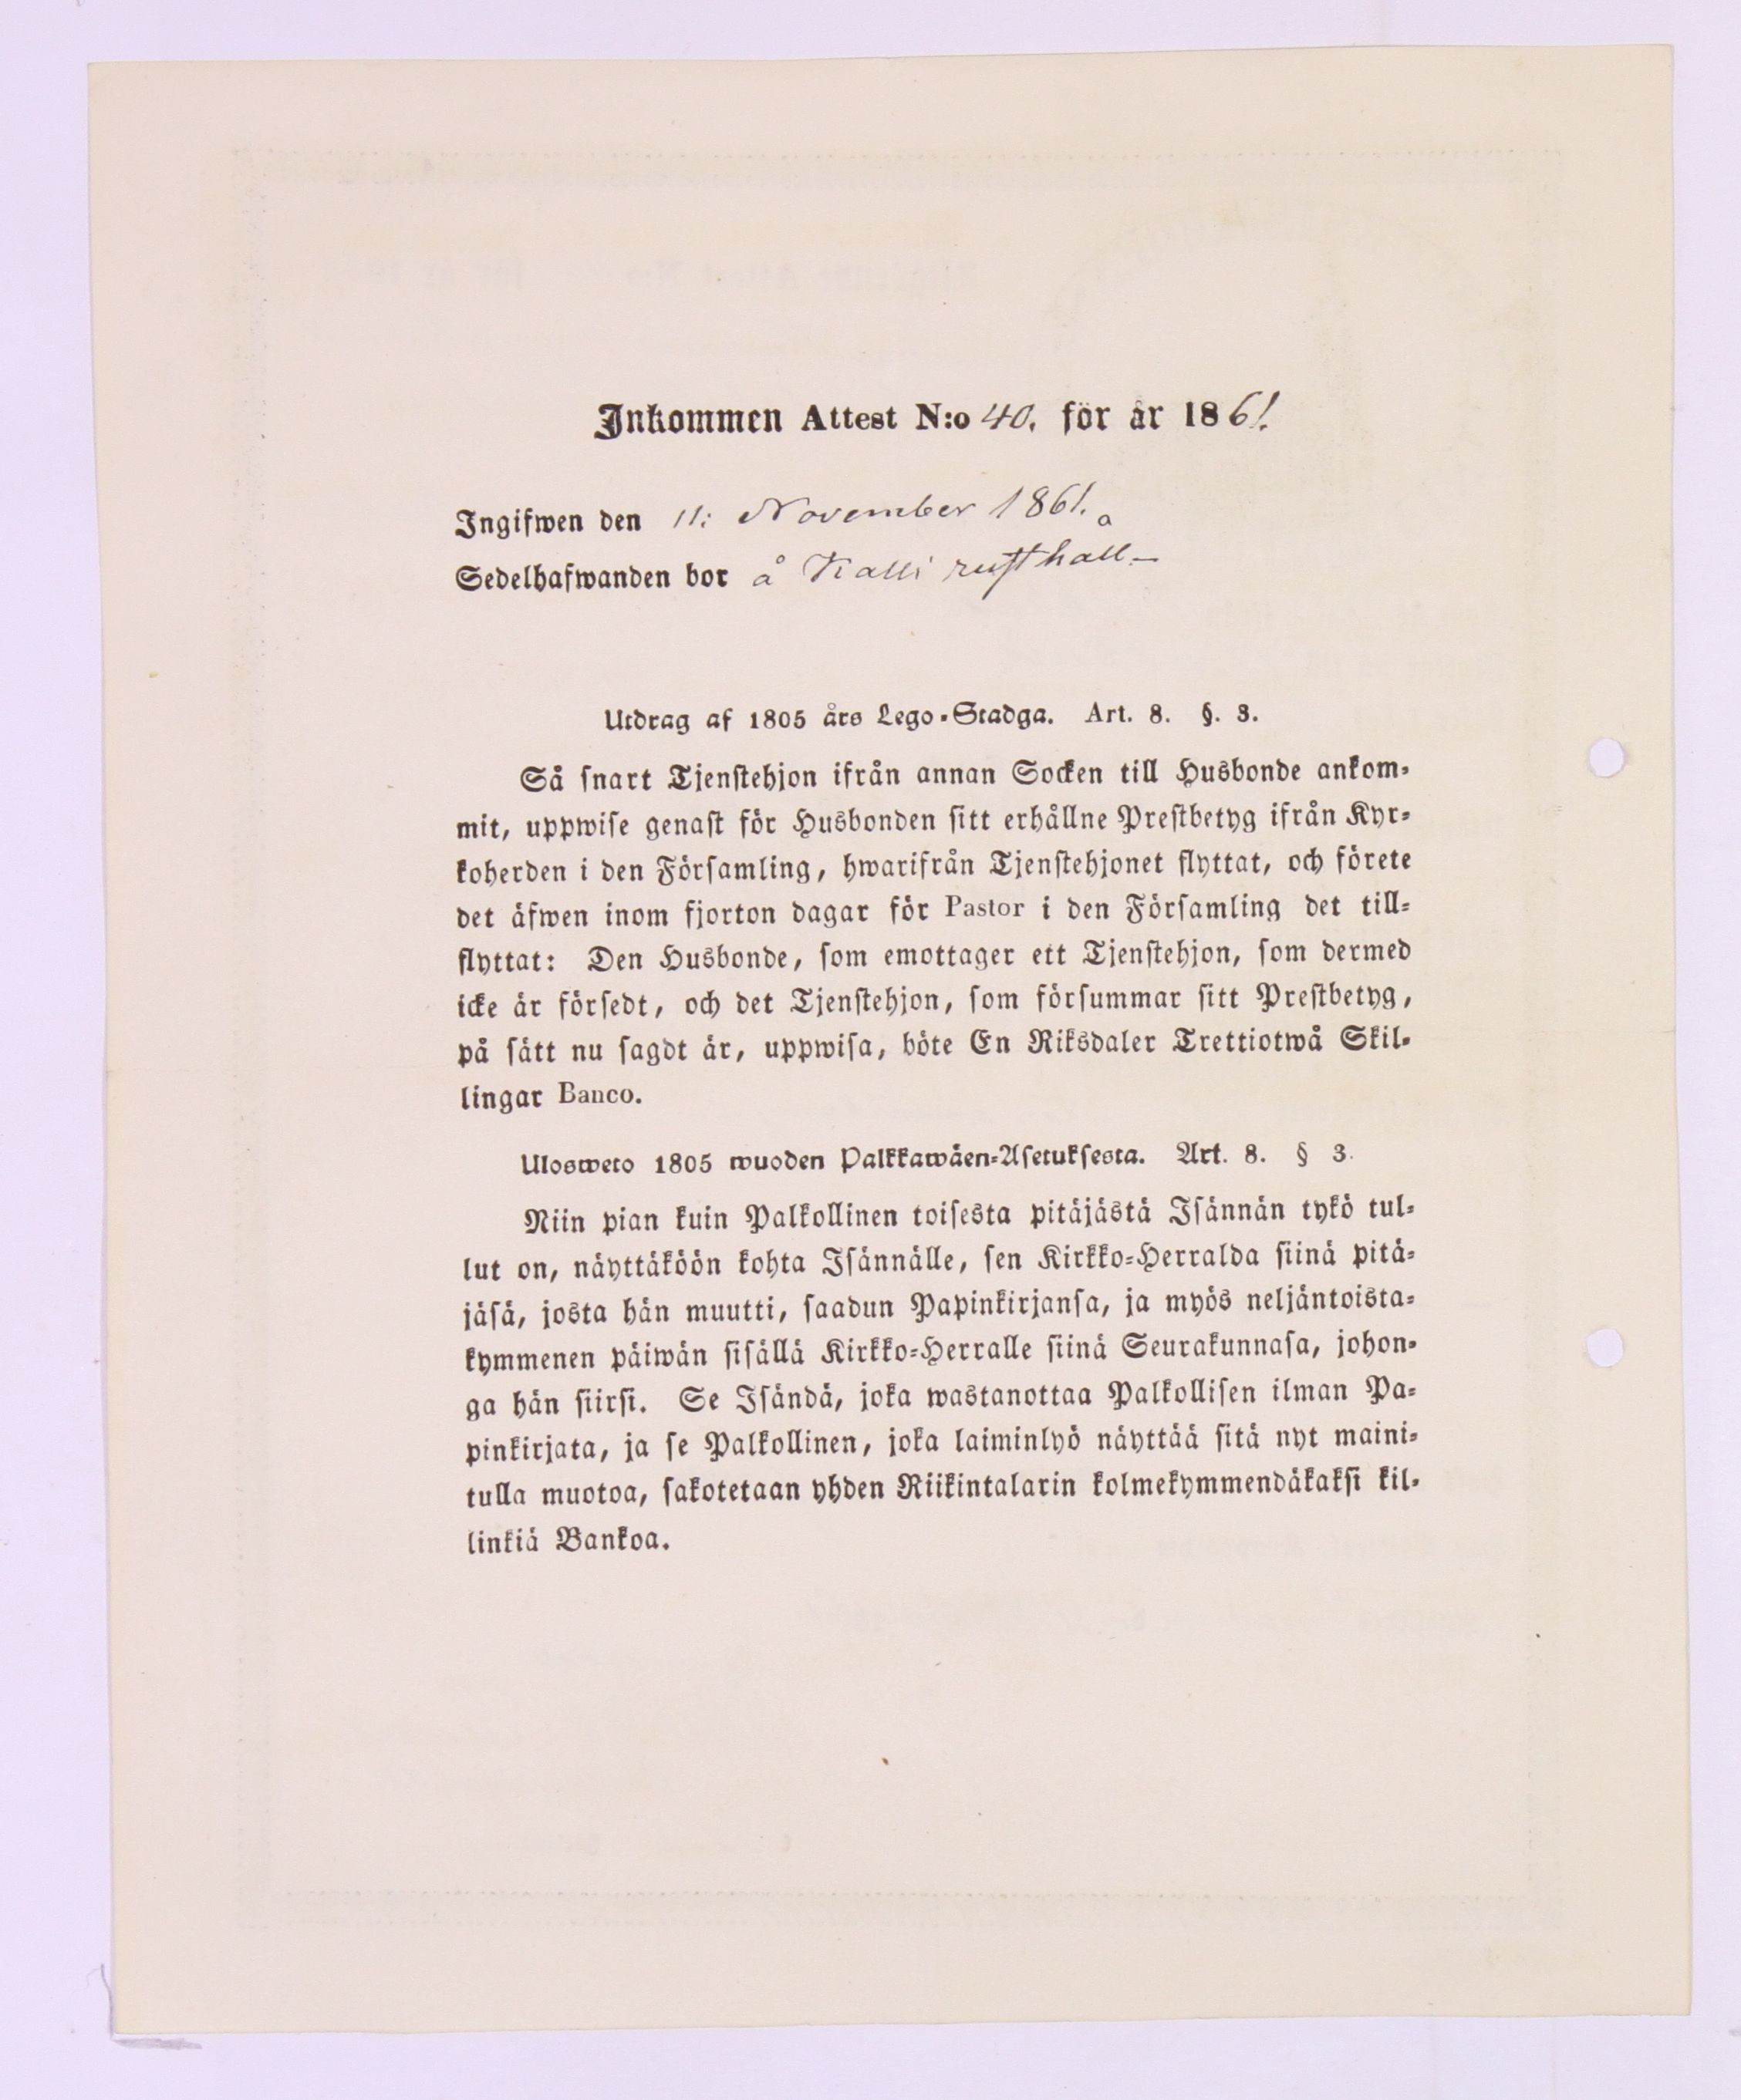 Inkommen Attest N:o 40. för år 1861.
Ingifwen den 11: November 1861.
Sedelhafwanden bor å Kalli rusthåll
Utdrag af 1805 års Lego-Stadga. Art. 8. §. 3.
Så snart Tjenstehjon ifrån annan Socken till Husbonde ankom-
mit, uppwise genast för Husbonden sitt erhållne Prestbetyg ifrån Kyr-
koherden i den Församling, hwarifrån Tjenstehjonet flyttat, och förete
det äfwen inom fjorton dagar för Pastor i den Församling det till-
flyttat: Den Husbonde, som emottager ett Tjenstehjon, som dermed
icke är försedt, och det Tjenstehjon, som försummar sitt Prestbetyg,
på sätt nu sagdt är, uppwisa, böte En Riksdaler Trettiotwå Skil-
lingar Banco.
Ulosweto 1805 wuoden Palkkawäen-Asetuksesta. Art. 8. § 3.
Niin pian kuin Palkollinen toisesta pitäjästä Isännän tykö tul-
lut on, näyttäköön kohta Isännälle, sen Kirkko-Herralda siinä pitä-
jäsä, josta hän muutti, saadun Papinkirjansa, ja myös neljäntoista-
kymmenen päiwän sisällä Kirkko-Herralle siinä Seurakunnasa, johon-
ga hän siirsi. Se Isändä, joka wastanottaa Palkollisen ilman Pa-
pinkirjata, ja se Palkollinen, joka laiminlyö näyttää sitä nyt maini-
tulla muotoa, sakotetaan yhden Riikintalarin kolmekymmendäkaksi kil-
linkiä Bankoa.